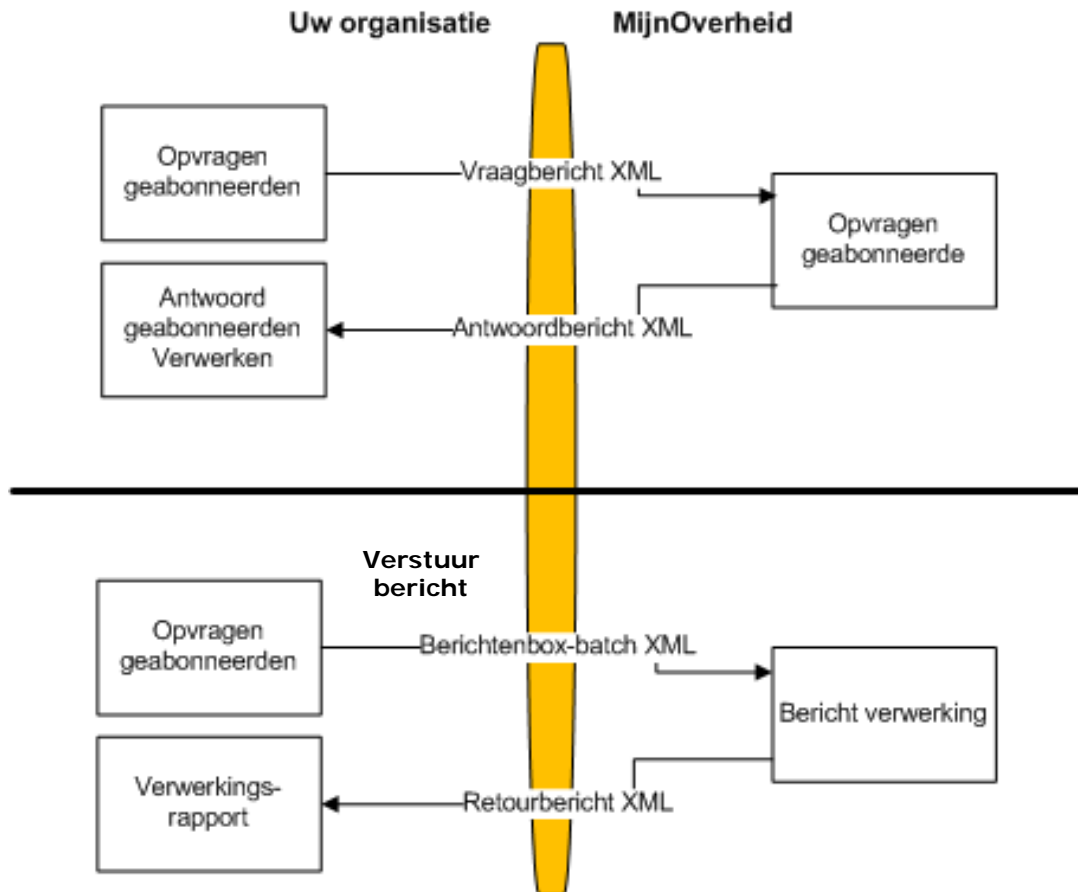 Uw organisatie
MijnOverheid
Opvragen
geabonneerden
Vraagbericht XML
Opvragen
geabonneerde
Antwoord
geabonneerden
Verwerken
Antwoordbericht XML
Verstuur
bericht
Opvragen
geabonneerden
Berichtenbox-batch XML
Bericht verwerking
Verwerkings-
rapport
Retourbericht XML